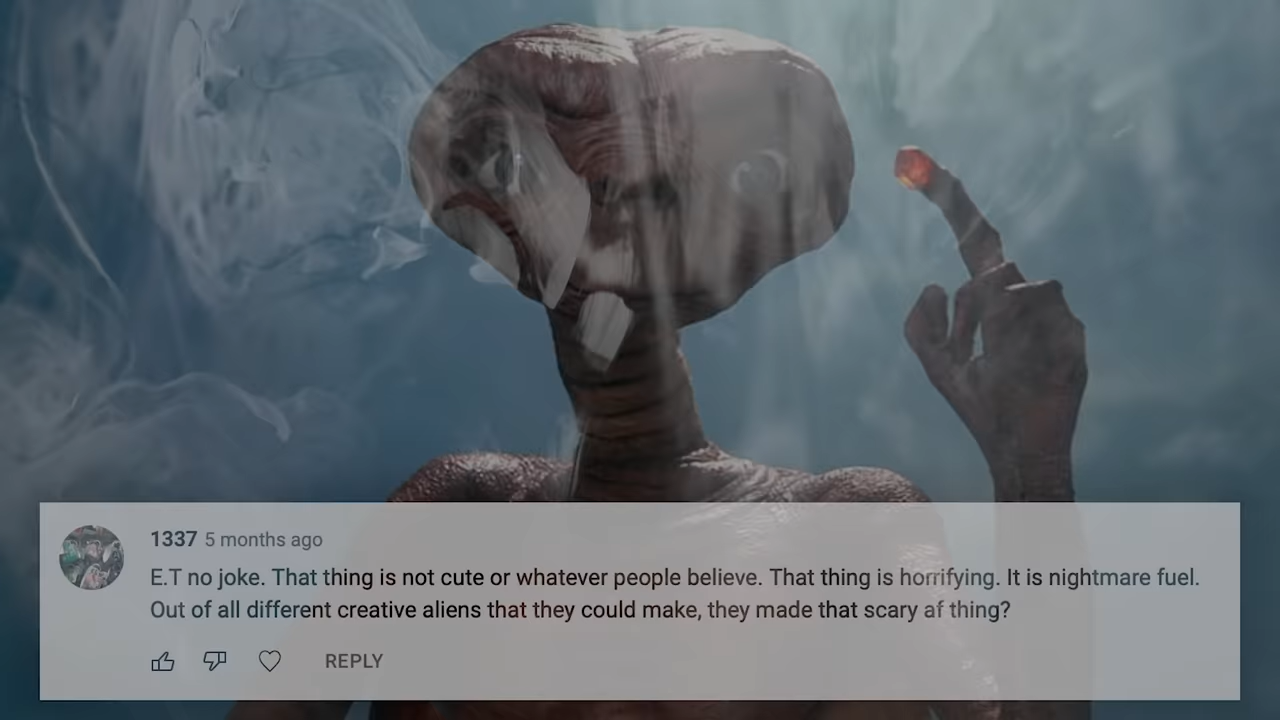 1337 5 months ago
E.T no joke. That thing is not cute or whatever people believe. That thing is horrifying. It is nightmare fuel.
Out of all different creative aliens that they could make, they made that scary af thing?
REPLY